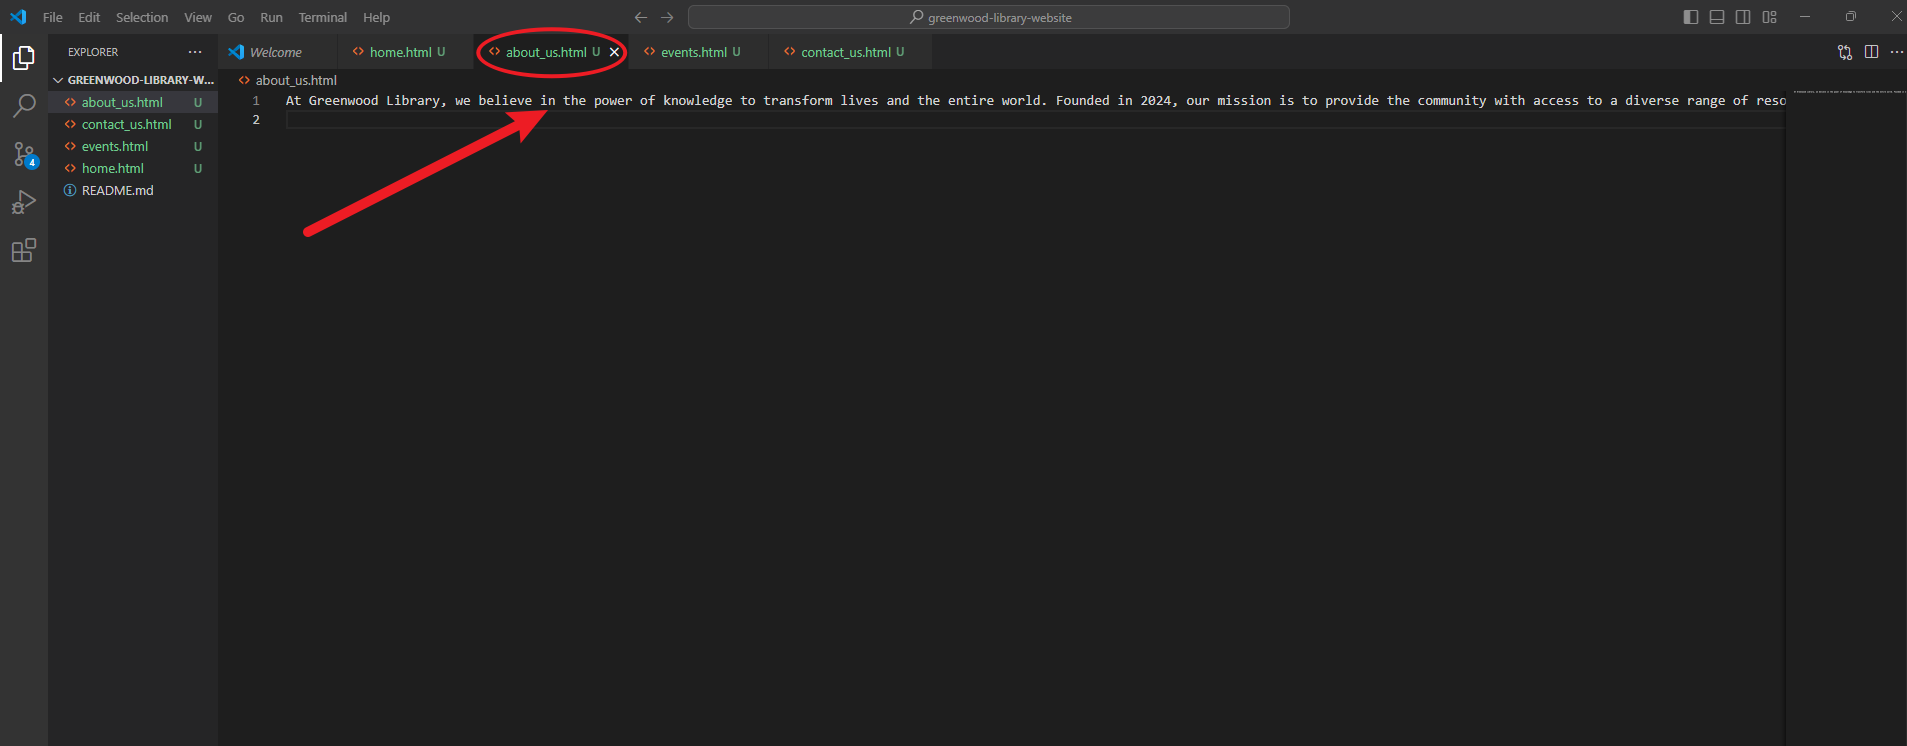 File Edit Selection View Go Run Terminal Help
greenwood-library-website
EXPLORER
Welcome
home.html U
about_us.html U
events.html U
contact_us.html U
GREENWOOD-LIBRARY-W...
about_us.html
about_us.html U
1 At Greenwood Library, we believe in the power of knowledge to transform lives and the entire world. Founded in 2024, our mission is to provide the community with access to a diverse range of reso
2
contact_us.html U
events.html U
4
home.html U
README.md